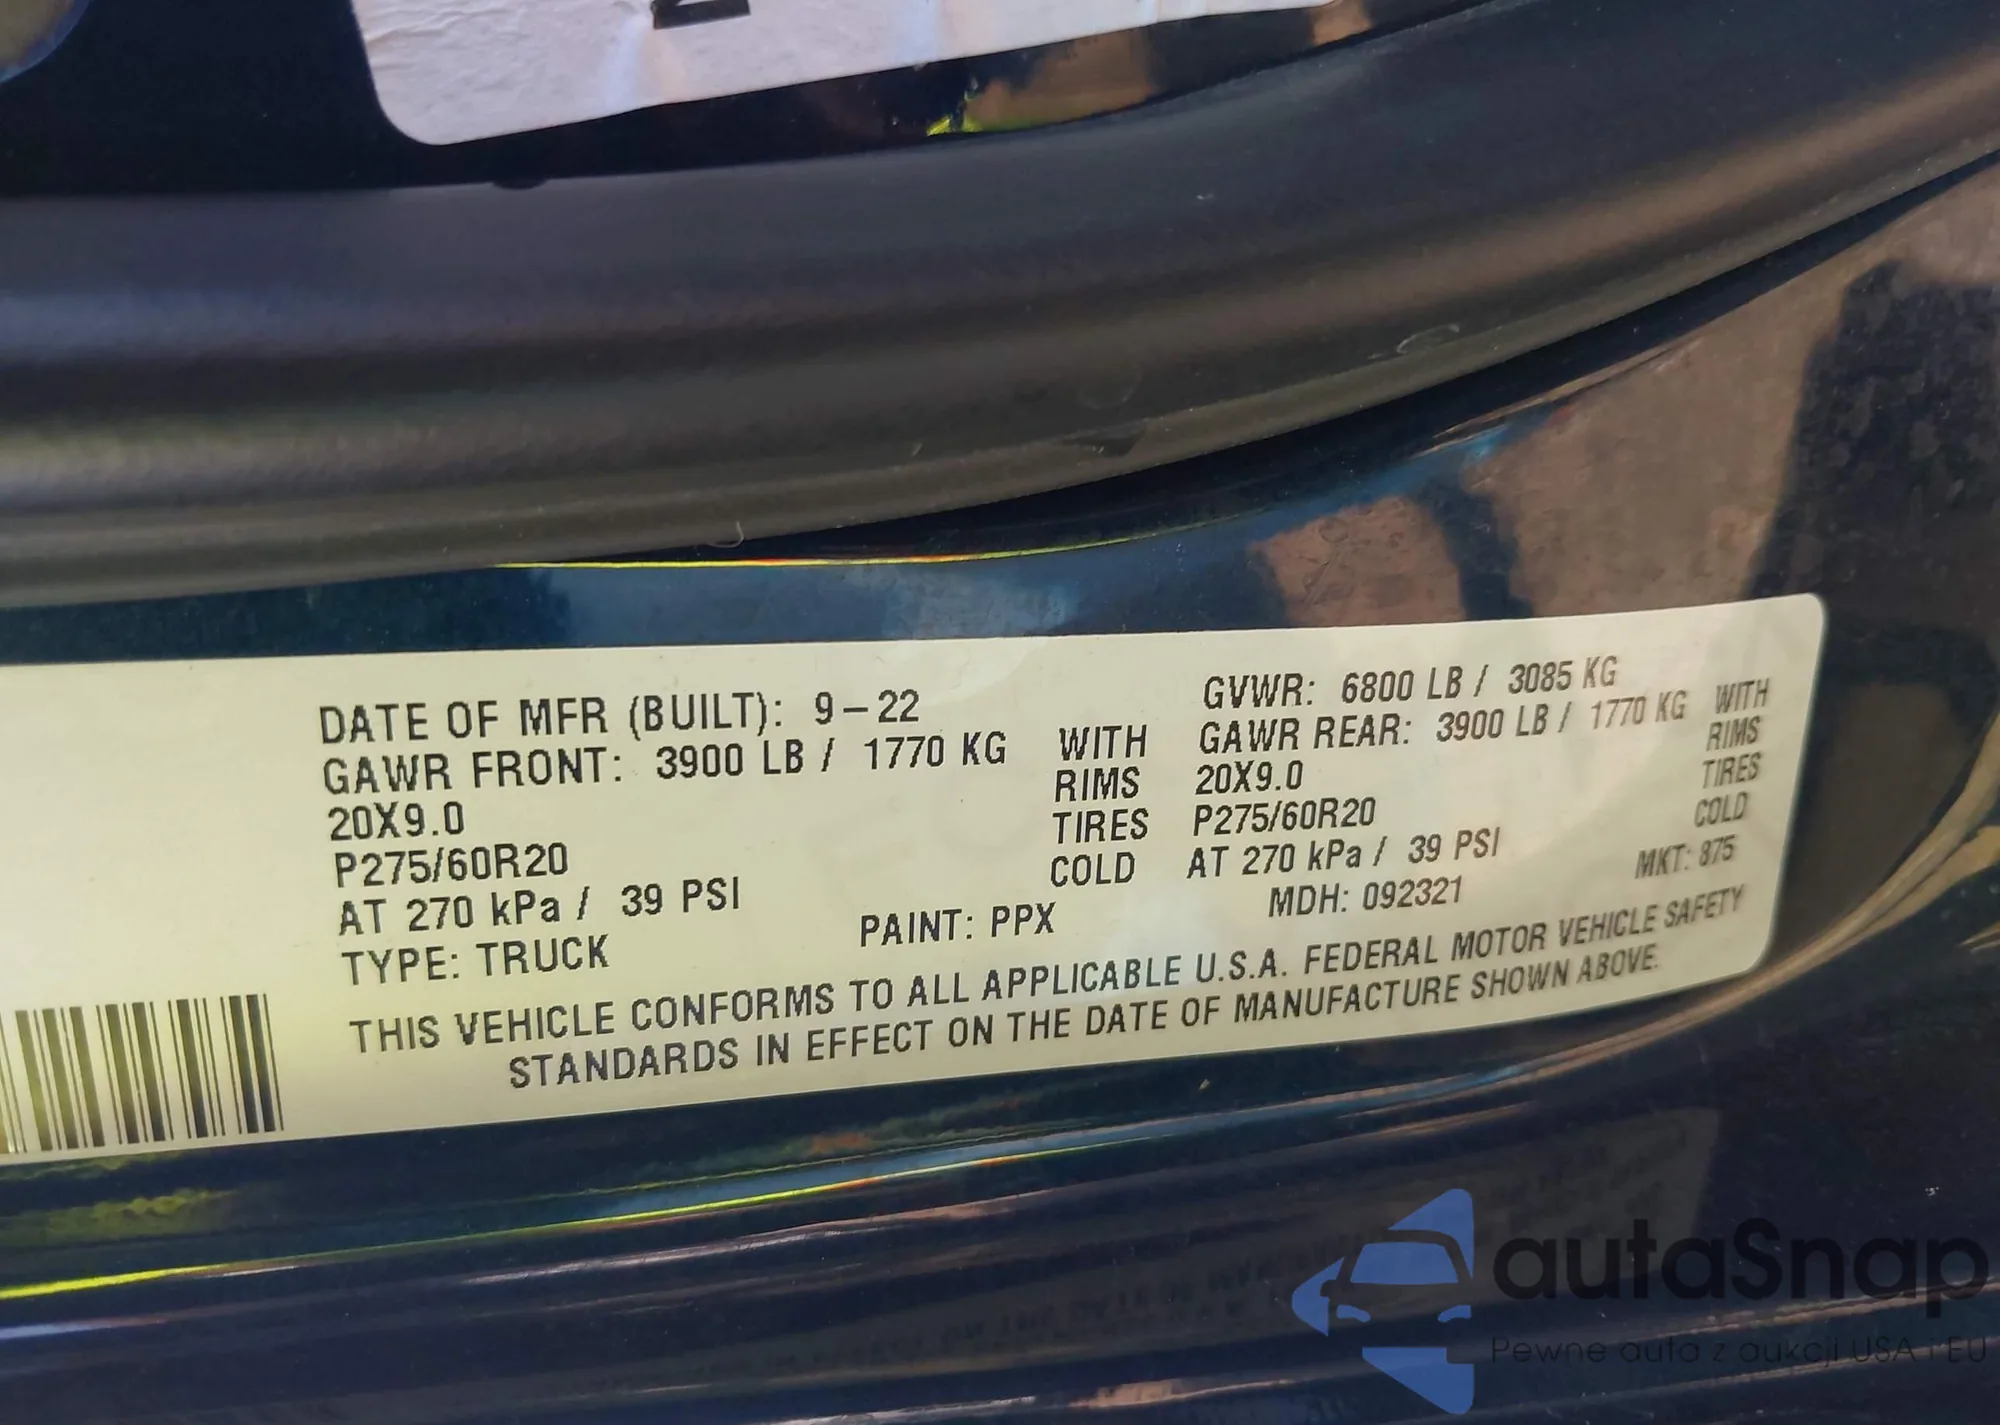 DATE OF MFR (BUILT): 9-22 GVWR: 6800 LB / 3085 KG
GAWR FRONT: 3900 LB / 1770 KG WITH GAWR REAR: 3900 LB / 1770 KG WITH
20X9.0 RIMS 20X9.0 RIMS
P275/60R20 TIRES P275/60R20 TIRES
AT 270 kPa / 39 PSI COLD AT 270 kPa / 39 PSI COLD
TYPE: TRUCK PAINT: PPX MDH: 092321 MKT: 875
THIS VEHICLE CONFORMS TO ALL APPLICABLE U.S.A. FEDERAL MOTOR VEHICLE SAFETY
STANDARDS IN EFFECT ON THE DATE OF MANUFACTURE SHOWN ABOVE.
autaSnap
Pewne auta z aukcji USA i EU